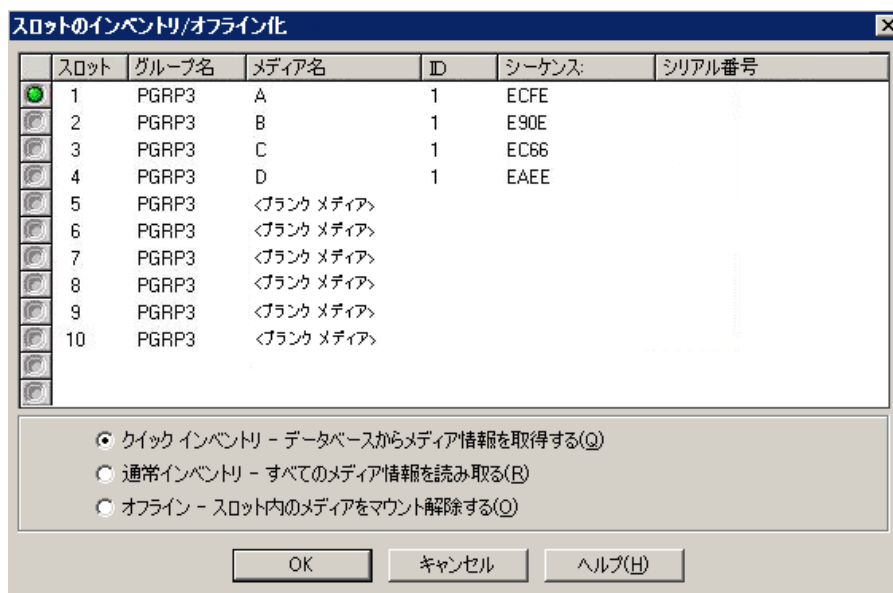 スロットのインベントリ/オフライン化
スロット グループ名 メディア名 ID シーケンス: シリアル番号
1 PGRP3 A 1 ECFE
2 PGRP3 B 1 E90E
3 PGRP3 C 1 EC66
4 PGRP3 D 1 EAEE
5 PGRP3 <ブランク メディア>
6 PGRP3 <ブランク メディア>
7 PGRP3 <ブランク メディア>
8 PGRP3 <ブランク メディア>
9 PGRP3 <ブランク メディア>
10 PGRP3 <ブランク メディア>
クイック インベントリ - データベースからメディア情報を取得する(Q)
通常インベントリ - すべてのメディア情報を読み取る(R)
オフライン - スロット内のメディアをマウント解除する(O)
OK キャンセル ヘルプ(H)